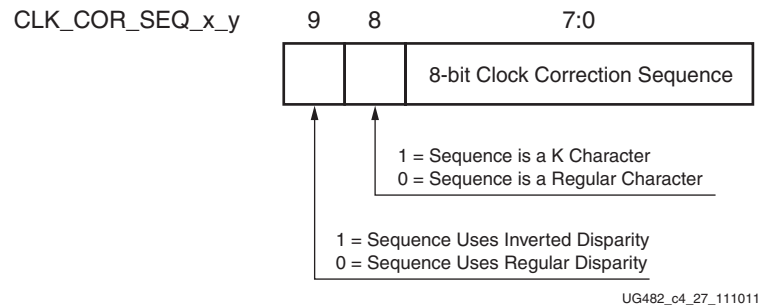 CLK_COR_SEQ_x_y 9 8 7:0
8-bit Clock Correction Sequence
1 = Sequence is a K Character
0 = Sequence is a Regular Character
1 = Sequence Uses Inverted Disparity
0 = Sequence Uses Regular Disparity
UG482_c4_27_111011